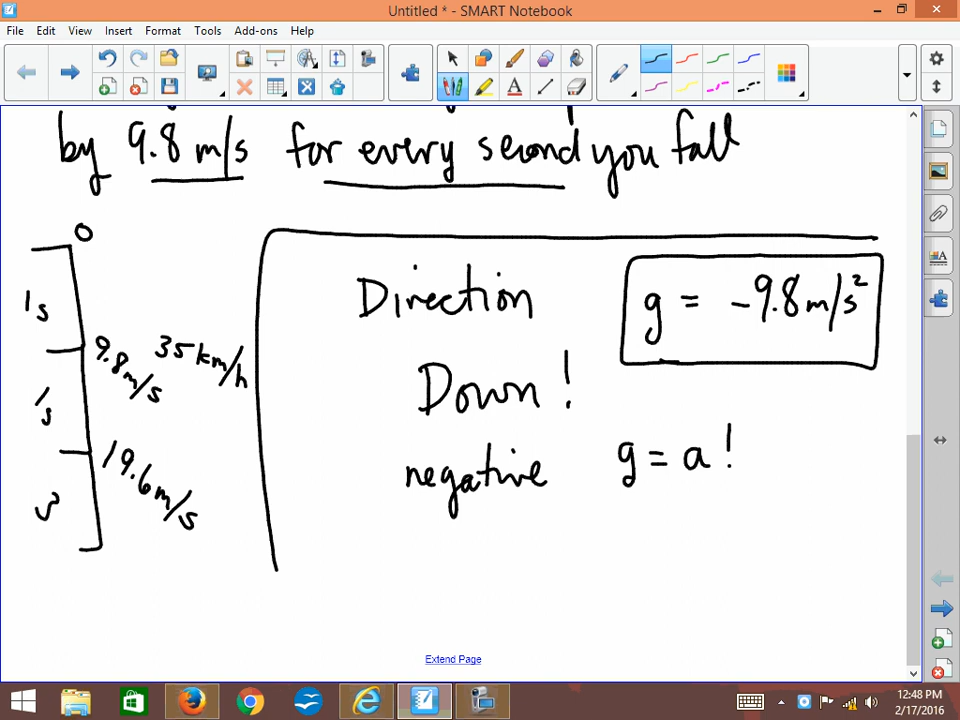 Untitled * - SMART Notebook
File Edit View Insert Format Tools Add-ons Help
by 9.8 m/s for every second you fall
0
1s
9.8 m/s 35 km/h
1s
19.6 m/s
Direction
Down!
negative
g = -9.8 m/s²
g = a!
Extend Page
12:48 PM
2/17/2016